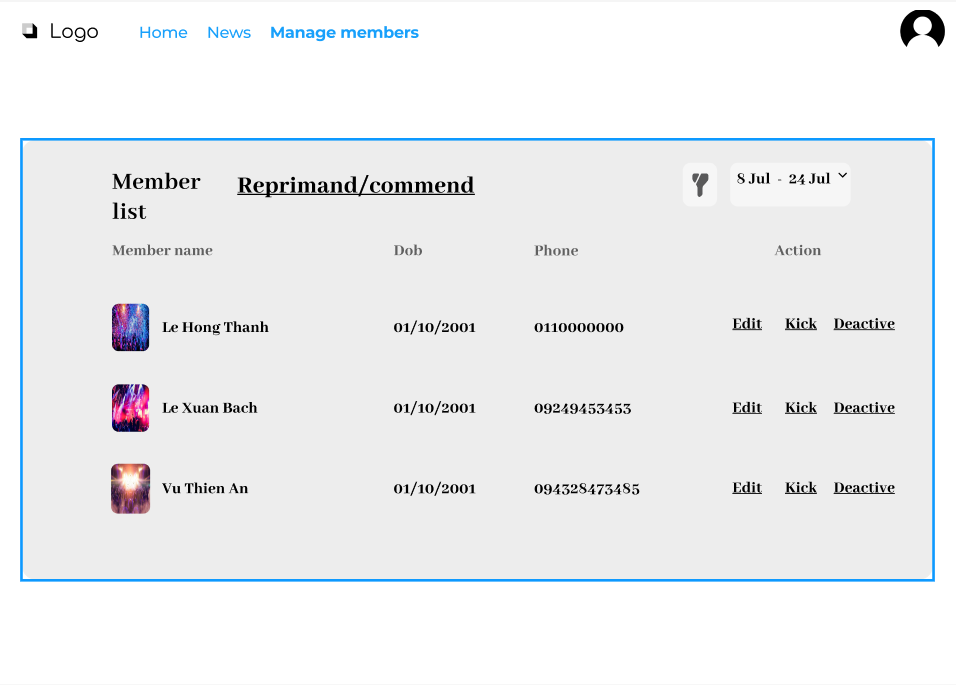 Logo Home News Manage members
Member list Reprimand/commend 8 Jul - 24 Jul
Member name Dob Phone Action
Le Hong Thanh 01/10/2001 0110000000 Edit Kick Deactive
Le Xuan Bach 01/10/2001 09249453453 Edit Kick Deactive
Vu Thien An 01/10/2001 094328473485 Edit Kick Deactive